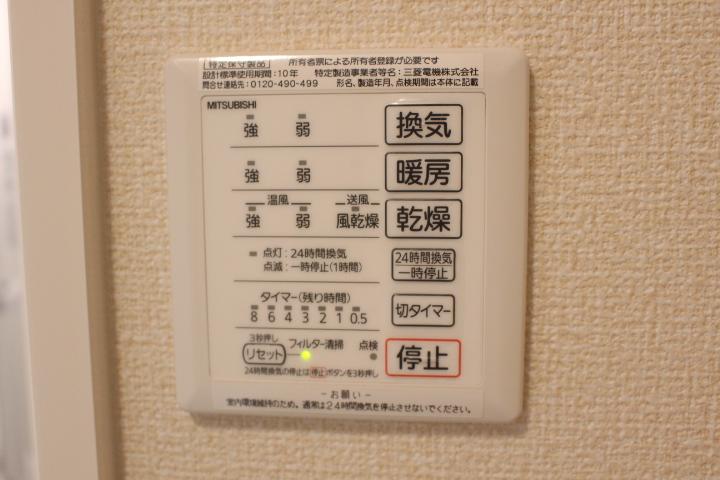 特定保守製品 所有者票による所有者登録が必要です
設計標準使用期間：10年 特定製造事業者等名：三菱電機株式会社
問合せ連絡先：0120-490-499 形名、製造年月、点検期間は本体に記載
MITSUBISHI
強 弱 換気
強 弱 暖房
温風 送風
強 弱 風乾燥 乾燥
点灯：24時間換気
点滅：一時停止(1時間)
24時間換気
一時停止
タイマー(残り時間)
8 6 4 3 2 1 0.5
切タイマー
3秒押し
リセット フィルター清掃 点検 停止
24時間換気の停止は停止ボタンを3秒押し
－お願い－
室内環境維持のため、通常は24時間換気を停止させないでください。